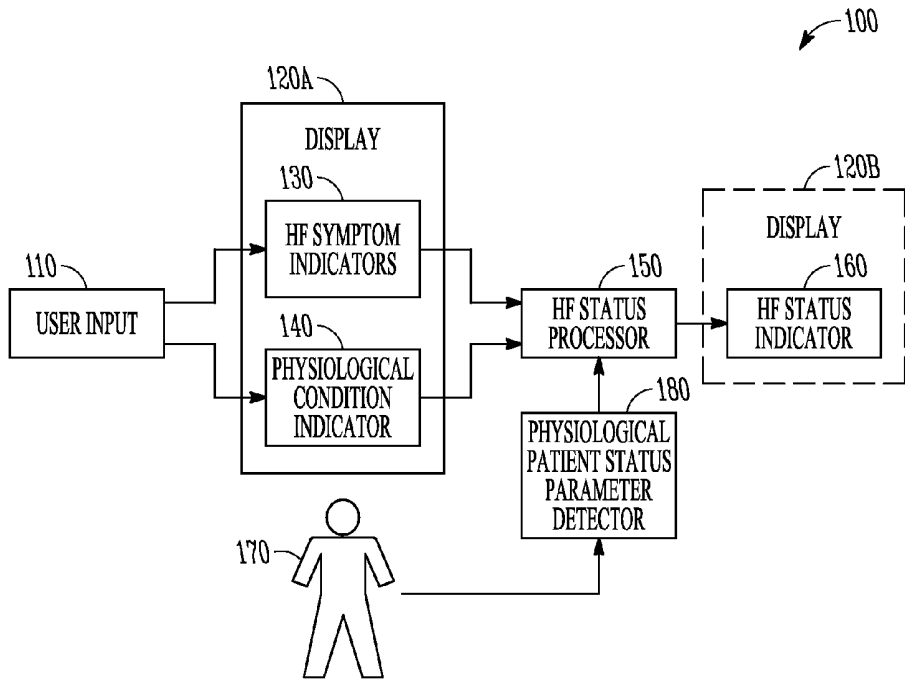 100
120A
DISPLAY
130
HF SYMPTOM
INDICATORS
120B
DISPLAY
110
USER INPUT
150
HF STATUS
PROCESSOR
160
HF STATUS
INDICATOR
140
PHYSIOLOGICAL
CONDITION
INDICATOR
180
PHYSIOLOGICAL
PATIENT STATUS
PARAMETER
DETECTOR
170